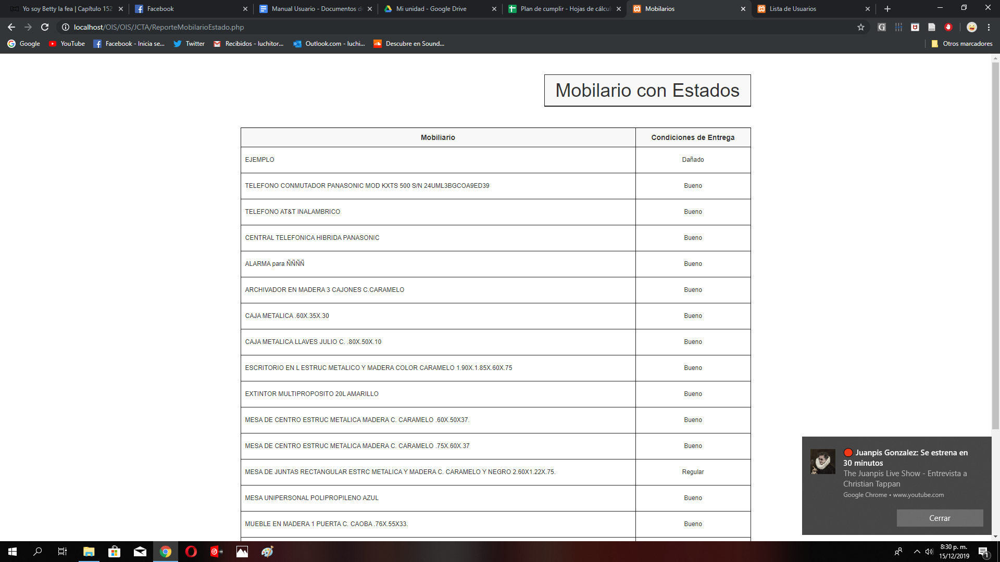 Yo soy Betty la fea | Capítulo 152
Facebook
Manual Usuario - Documentos d
Mi unidad - Google Drive
Plan de cumplir - Hojas de cálcul
Mobilarios
Lista de Usuarios
localhost/OIS/OIS/JCTA/ReporteMobilarioEstado.php
Google
YouTube
Facebook - Inicia se...
Twitter
Recibidos - luchitor...
Outlook.com - luchi...
Descubre en Sound...
Otros marcadores
Mobilario con Estados
Mobiliario Condiciones de Entrega
EJEMPLO Dañado
TELEFONO CONMUTADOR PANASONIC MOD KXTS 500 S/N 24UML3BGCOA9ED39 Bueno
TELEFONO AT&T INALAMBRICO Bueno
CENTRAL TELEFONICA HIBRIDA PANASONIC Bueno
ALARMA para ÑÑÑÑ Bueno
ARCHIVADOR EN MADERA 3 CAJONES C.CARAMELO Bueno
CAJA METALICA .60X.35X.30 Bueno
CAJA METALICA LLAVES JULIO C. .80X.50X.10 Bueno
ESCRITORIO EN L ESTRUC METALICO Y MADERA COLOR CARAMELO 1.90X.1.85X.60X.75 Bueno
EXTINTOR MULTIPROPOSITO 20L AMARILLO Bueno
MESA DE CENTRO ESTRUC METALICA MADERA C. CARAMELO .60X.50X37. Bueno
MESA DE CENTRO ESTRUC METALICA MADERA C. CARAMELO .75X.60X.37 Bueno
MESA DE JUNTAS RECTANGULAR ESTRC METALICA Y MADERA C. CARAMELO Y NEGRO 2.60X1.22X.75. Regular
MESA UNIPERSONAL POLIPROPILENO AZUL Bueno
MUEBLE EN MADERA 1 PUERTA C. CAOBA .76X.55X33. Bueno
Juanpis Gonzalez: Se estrena en
30 minutos
The Juanpis Live Show - Entrevista a
Christian Tappan
Google Chrome • www.youtube.com
Cerrar
8:30 p. m.
15/12/2019
1